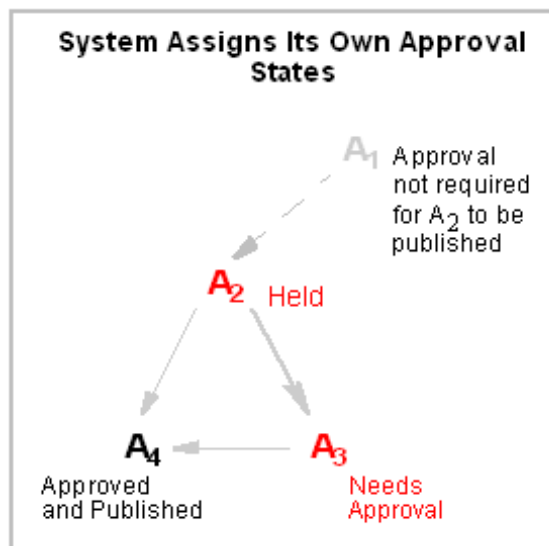 System Assigns Its Own Approval
States
A1
Approval
not required
for A2 to be
published
A2 Held
A4
A3
Approved
and Published
Needs
Approval